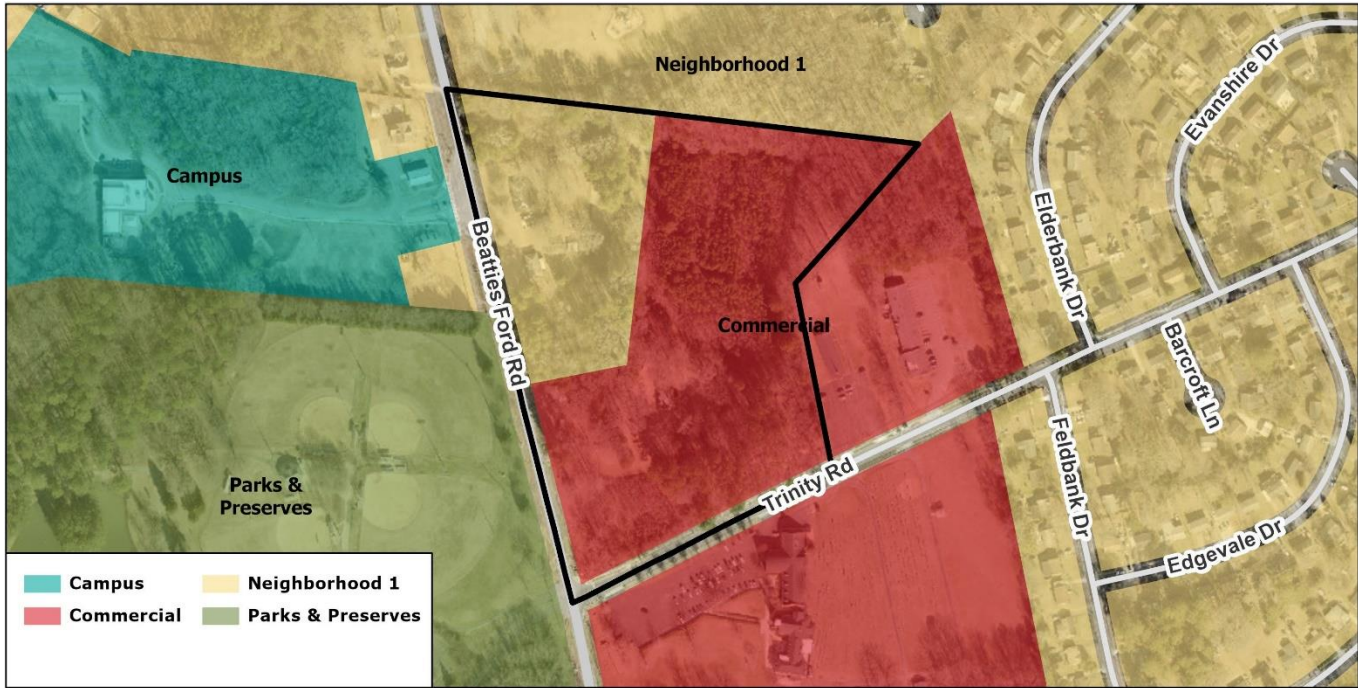 Neighborhood 1
Evanshire Dr
Campus
Elderbank Dr
Beatties Ford Rd
Commercial
Barcroft Ln
Feldbank Dr
Trinity Rd
Parks &
Preserves
Edgevale Dr
Campus
Neighborhood 1
Commercial
Parks & Preserves